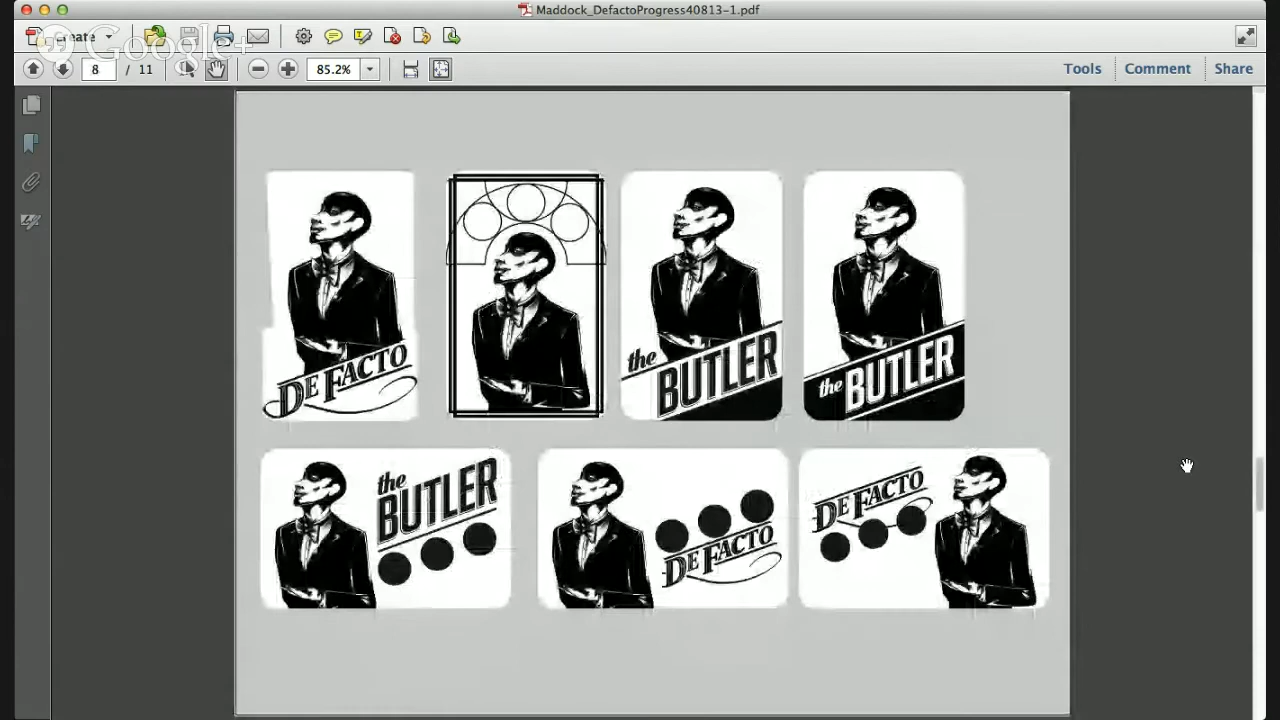 Maddock_DefactoProgress40813-1.pdf
Create
Google+
8 / 11
85.2%
Tools
Comment
Share
DE FACTO
the
BUTLER
the BUTLER
the
BUTLER
DE FACTO
DE FACTO